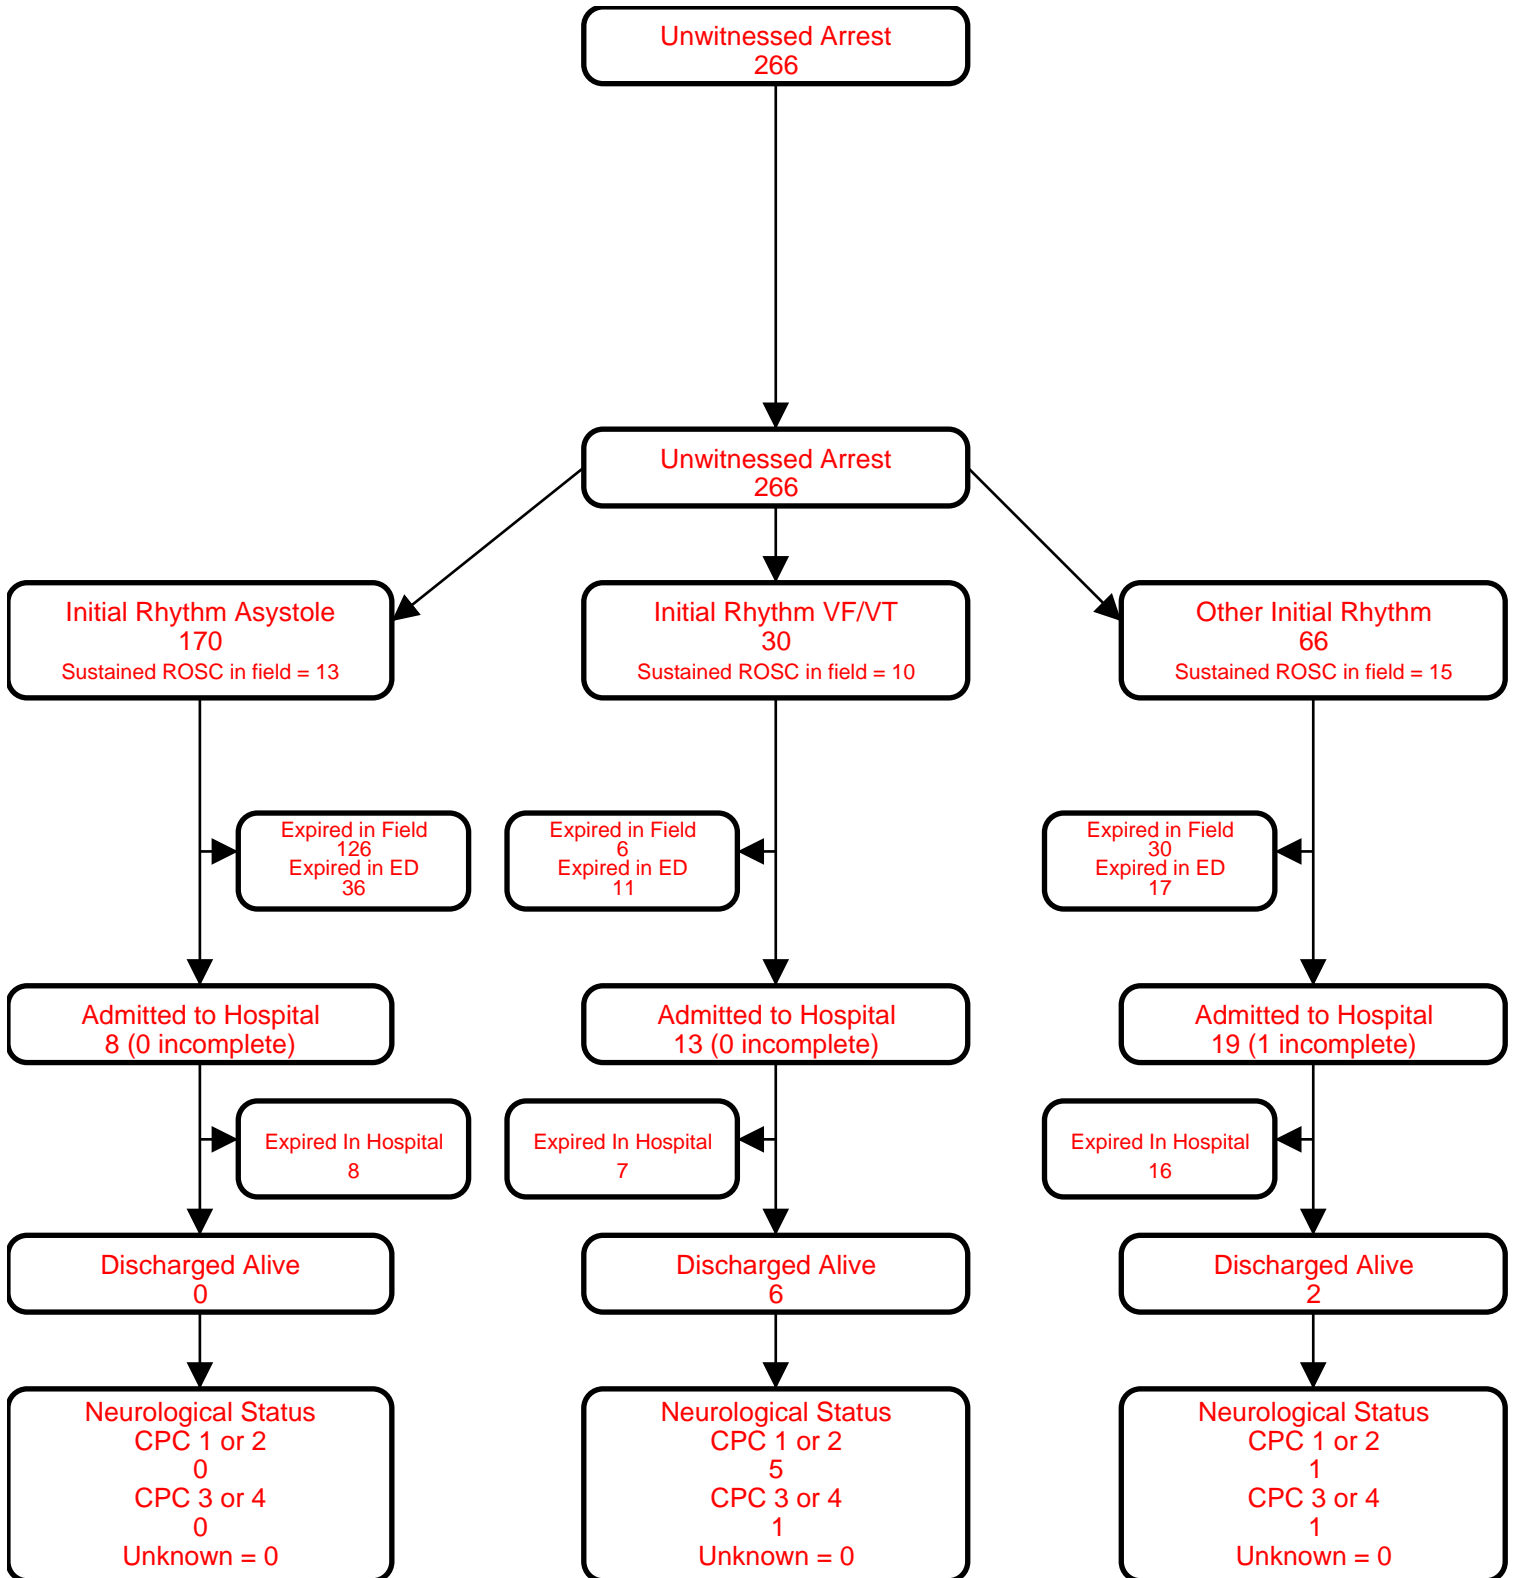 Unwitnessed Arrest
266
Unwitnessed Arrest
266
Initial Rhythm Asystole
170
Sustained ROSC in field = 13
Initial Rhythm VF/VT
30
Sustained ROSC in field = 10
Other Initial Rhythm
66
Sustained ROSC in field = 15
Expired in Field
126
Expired in ED
36
Expired in Field
6
Expired in ED
11
Expired in Field
30
Expired in ED
17
Admitted to Hospital
8 (0 incomplete)
Admitted to Hospital
13 (0 incomplete)
Admitted to Hospital
19 (1 incomplete)
Expired In Hospital
8
Expired In Hospital
7
Expired In Hospital
16
Discharged Alive
0
Discharged Alive
6
Discharged Alive
2
Neurological Status
CPC 1 or 2
0
CPC 3 or 4
0
Unknown = 0
Neurological Status
CPC 1 or 2
5
CPC 3 or 4
1
Unknown = 0
Neurological Status
CPC 1 or 2
1
CPC 3 or 4
1
Unknown = 0